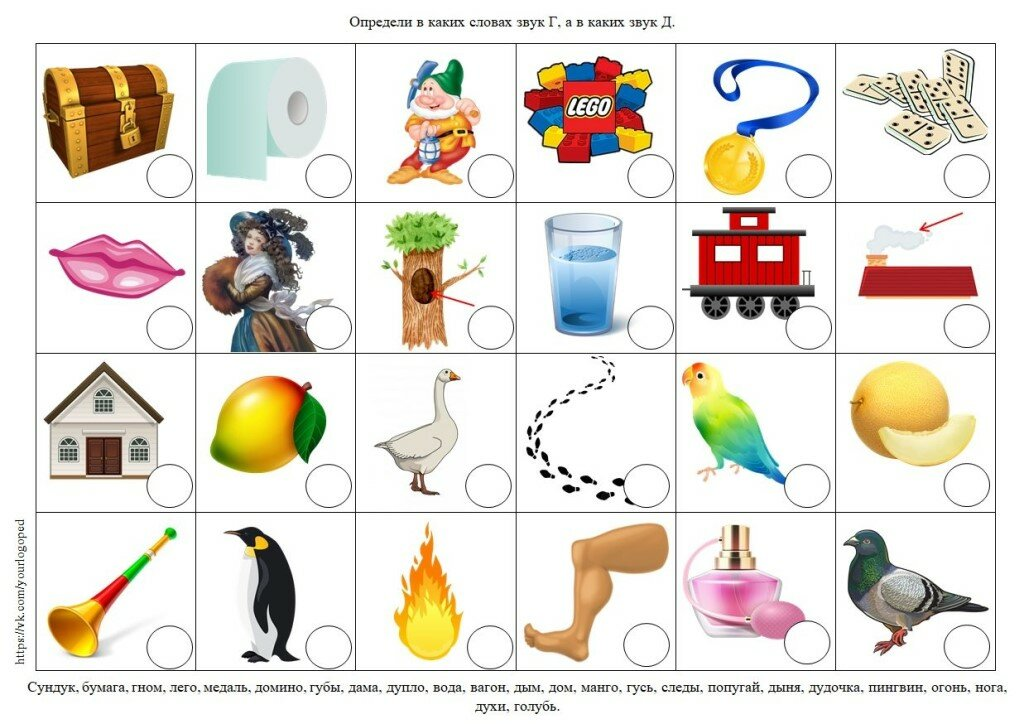 Определи в каких словах звук Г, а в каких звук Д.
LEGO
https://vk.com/yourlogoped
Сундук, бумага, гном, лего, медаль, домино, губы, дама, дупло, вода, вагон, дым, дом, манго, гусь, следы, попугай, дыня, дудочка, пингвин, огонь, нога,
духи, голубь.